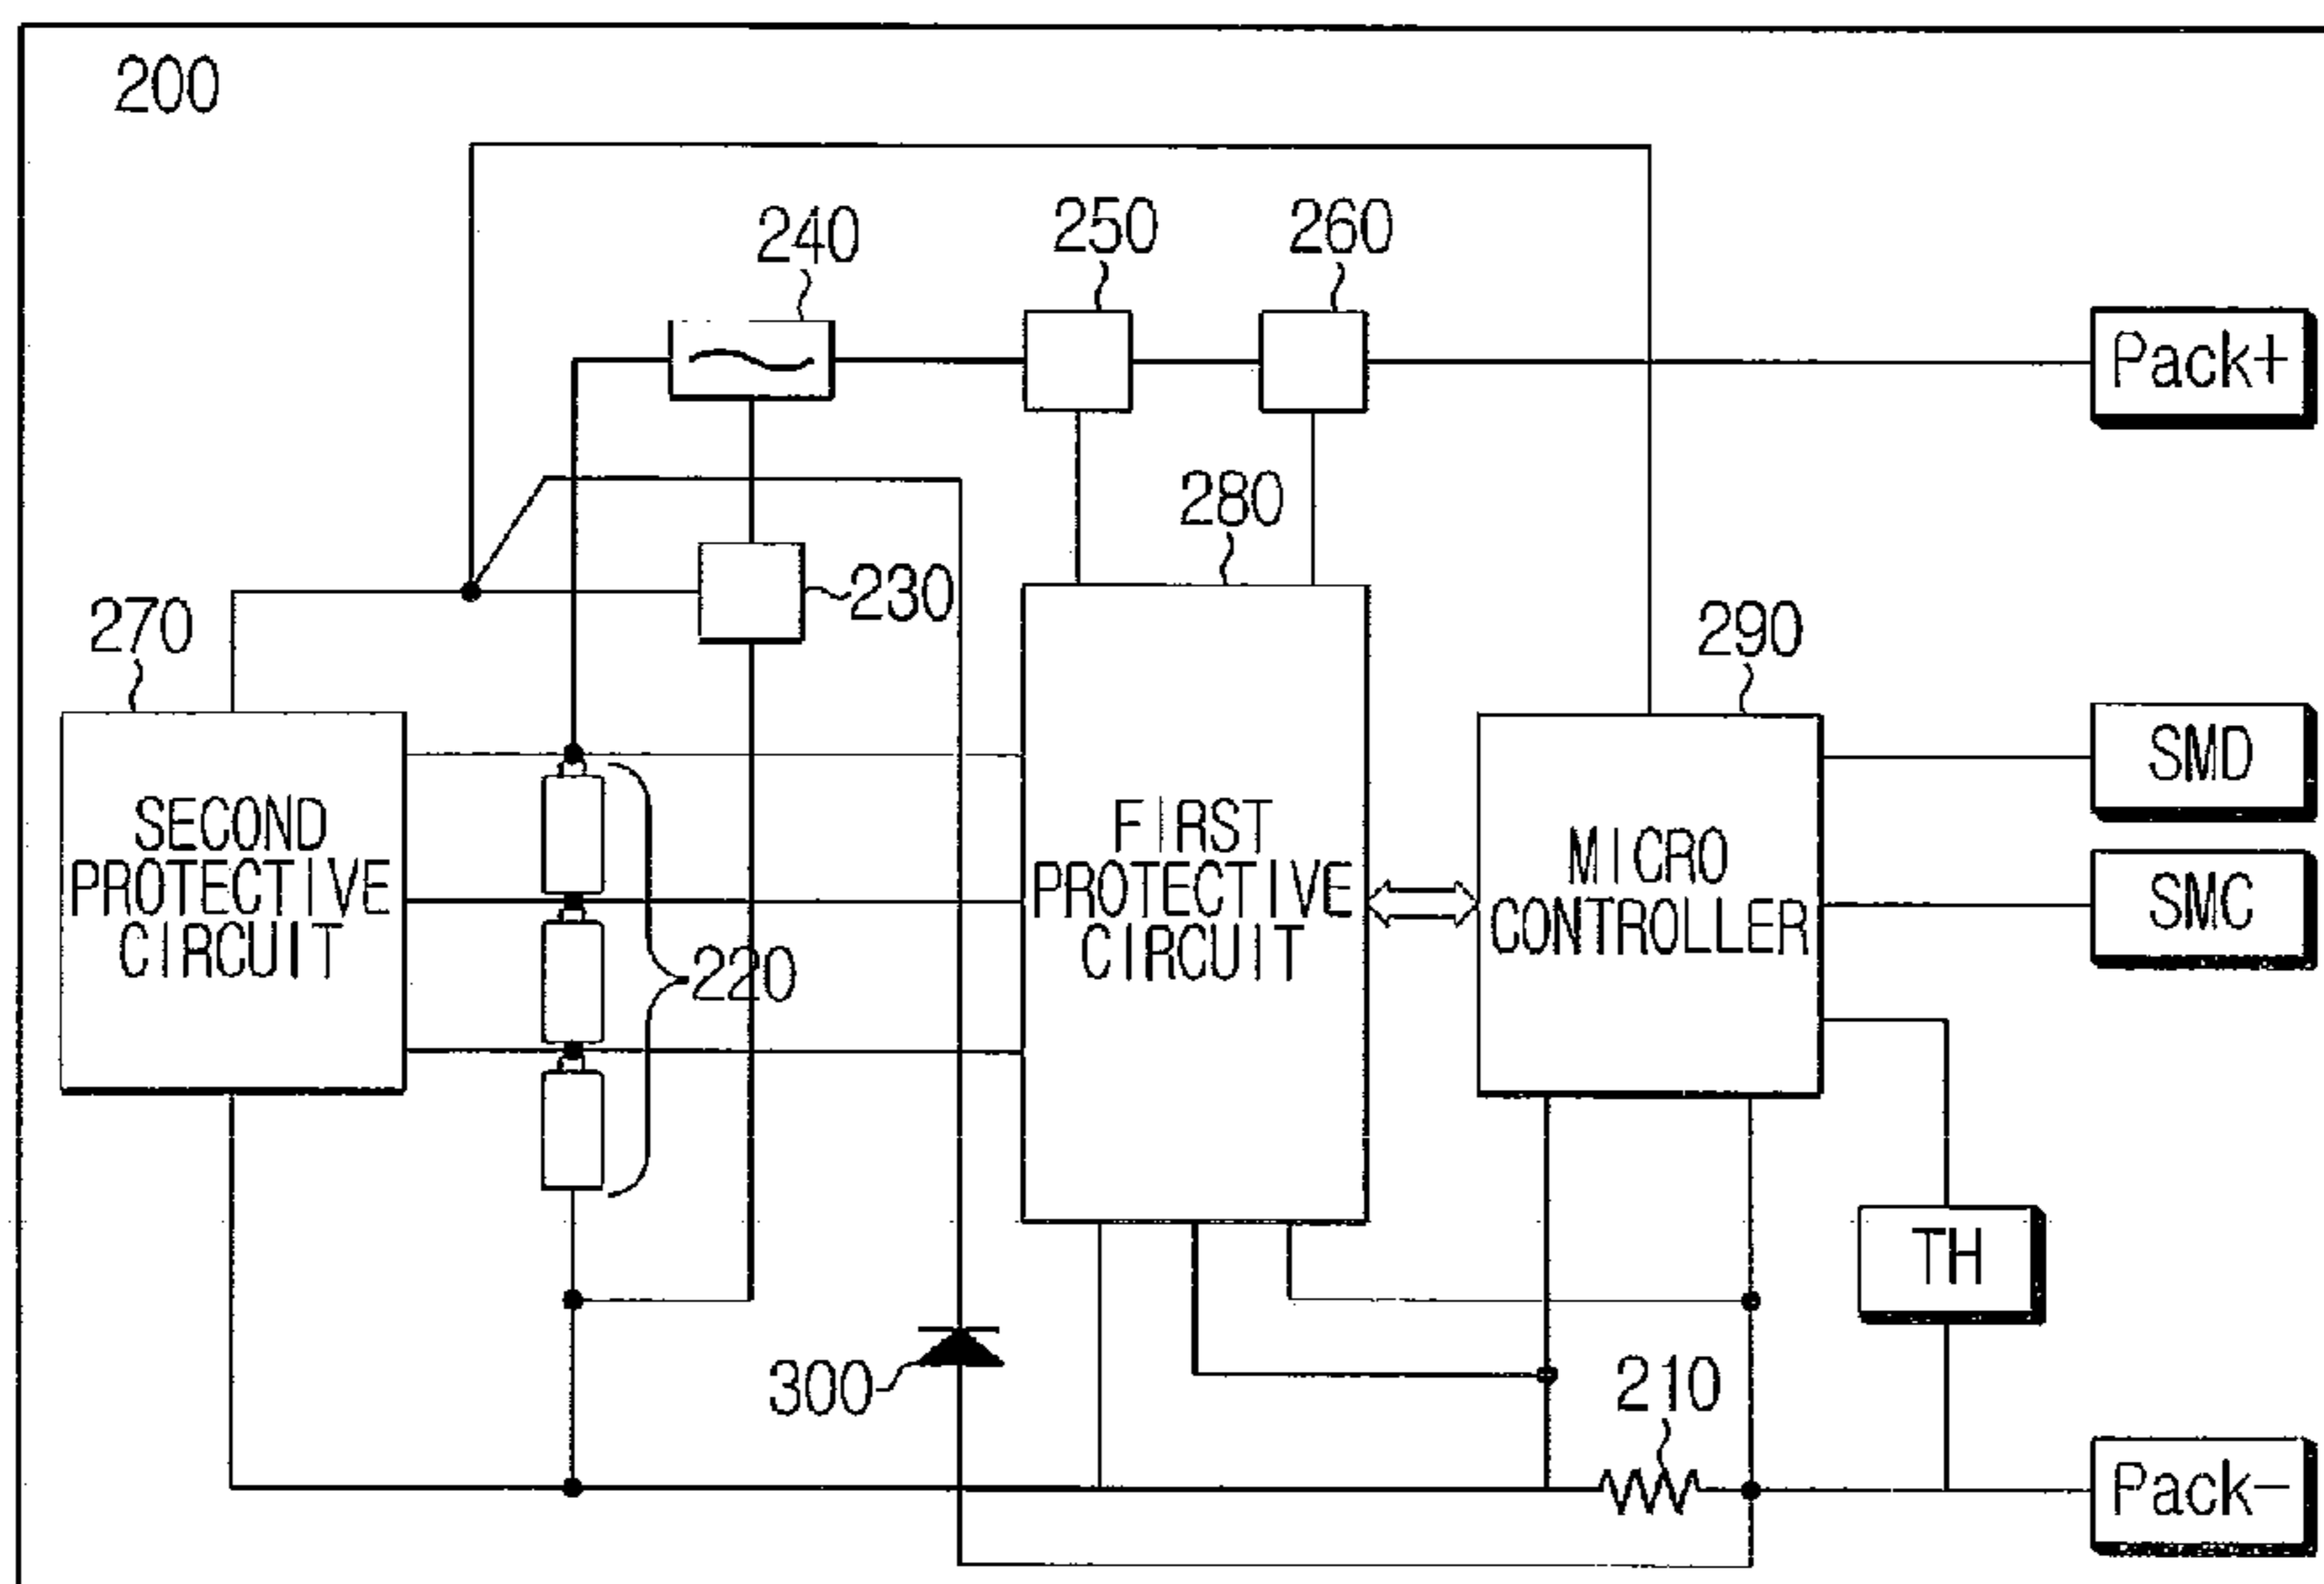 200
240
250
260
Pack+
280
230
270
290
SMD
SECOND
PROTECTIVE
CIRCUIT
FIRST
PROTECTIVE
CIRCUIT
MICRO
CONTROLLER
SMC
220
TH
300
210
Pack-